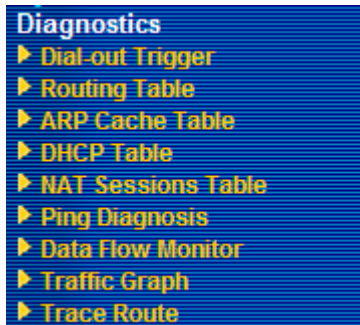 Diagnostics
Dial-out Trigger
Routing Table
ARP Cache Table
DHCP Table
NAT Sessions Table
Ping Diagnosis
Data Flow Monitor
Traffic Graph
Trace Route